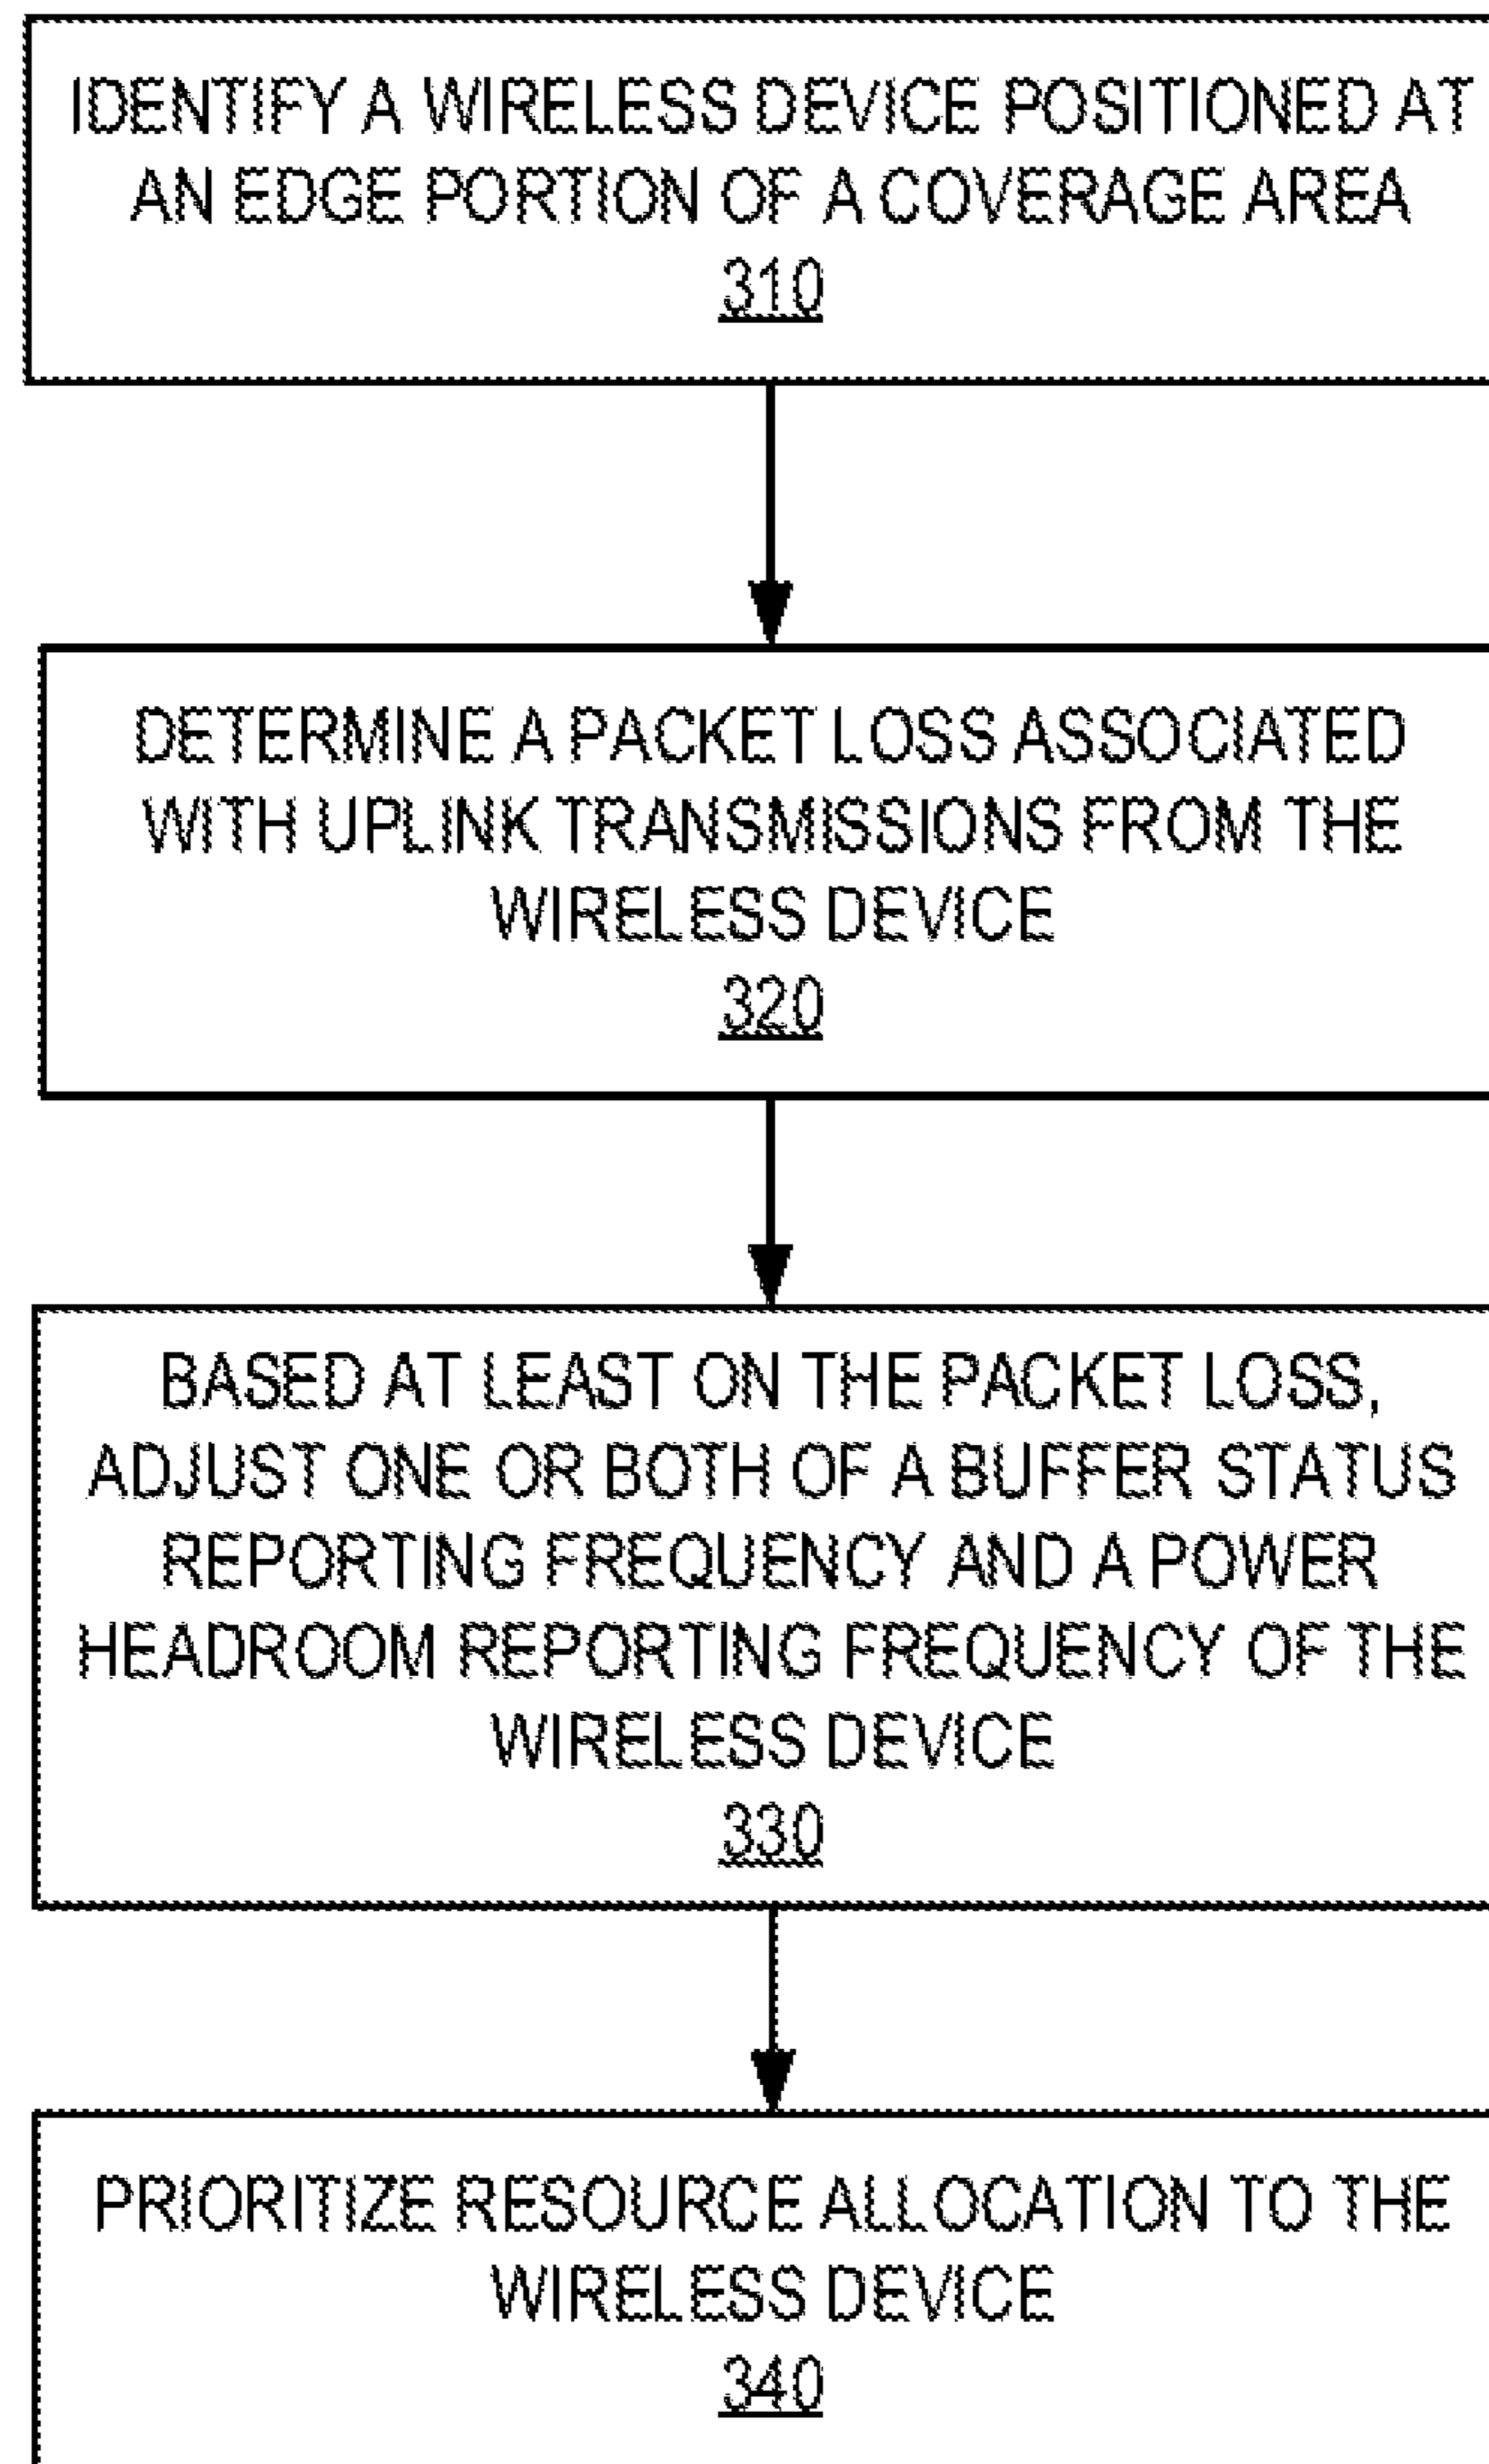 IDENTIFY A WIRELESS DEVICE POSITIONED AT
AN EDGE PORTION OF A COVERAGE AREA
310
DETERMINE A PACKET LOSS ASSOCIATED
WITH UPLINK TRANSMISSIONS FROM THE
WIRELESS DEVICE
320
BASED AT LEAST ON THE PACKET LOSS,
ADJUST ONE OR BOTH OF A BUFFER STATUS
REPORTING FREQUENCY AND A POWER
HEADROOM REPORTING FREQUENCY OF THE
WIRELESS DEVICE
330
PRIORITIZE RESOURCE ALLOCATION TO THE
WIRELESS DEVICE
340